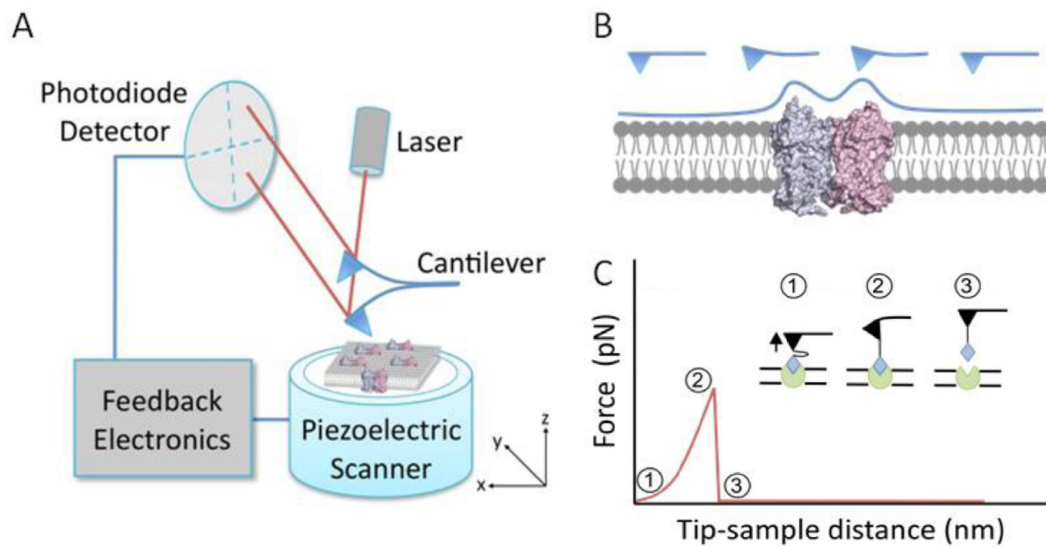 A
Photodiode
Detector
Laser
Cantilever
Feedback
Electronics
Piezoelectric
Scanner
z
y
x
B
C
Force (pN)
①
②
③
①
②
③
Tip-sample distance (nm)